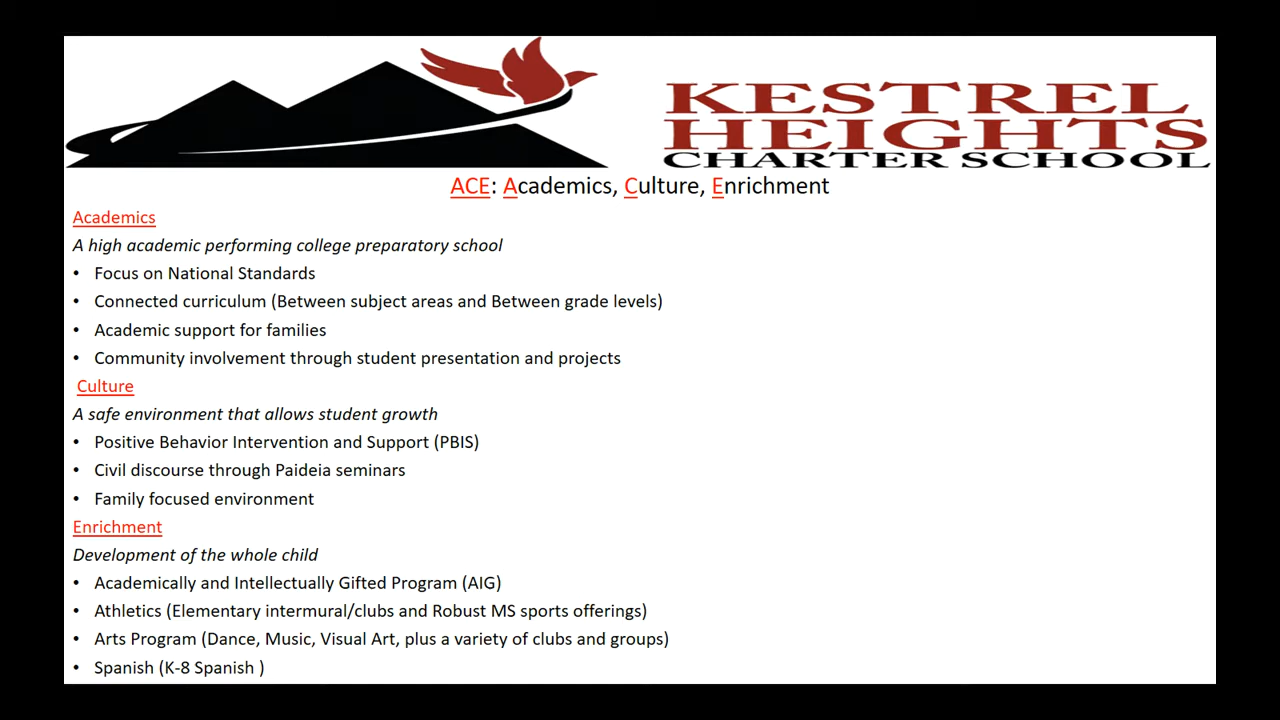 KESTREL
HEIGHTS
CHARTER SCHOOL
ACE: Academics, Culture, Enrichment
Academics
A high academic performing college preparatory school
• Focus on National Standards
• Connected curriculum (Between subject areas and Between grade levels)
• Academic support for families
• Community involvement through student presentation and projects
Culture
A safe environment that allows student growth
• Positive Behavior Intervention and Support (PBIS)
• Civil discourse through Paideia seminars
• Family focused environment
Enrichment
Development of the whole child
• Academically and Intellectually Gifted Program (AIG)
• Athletics (Elementary intermural/clubs and Robust MS sports offerings)
• Arts Program (Dance, Music, Visual Art, plus a variety of clubs and groups)
• Spanish (K-8 Spanish )